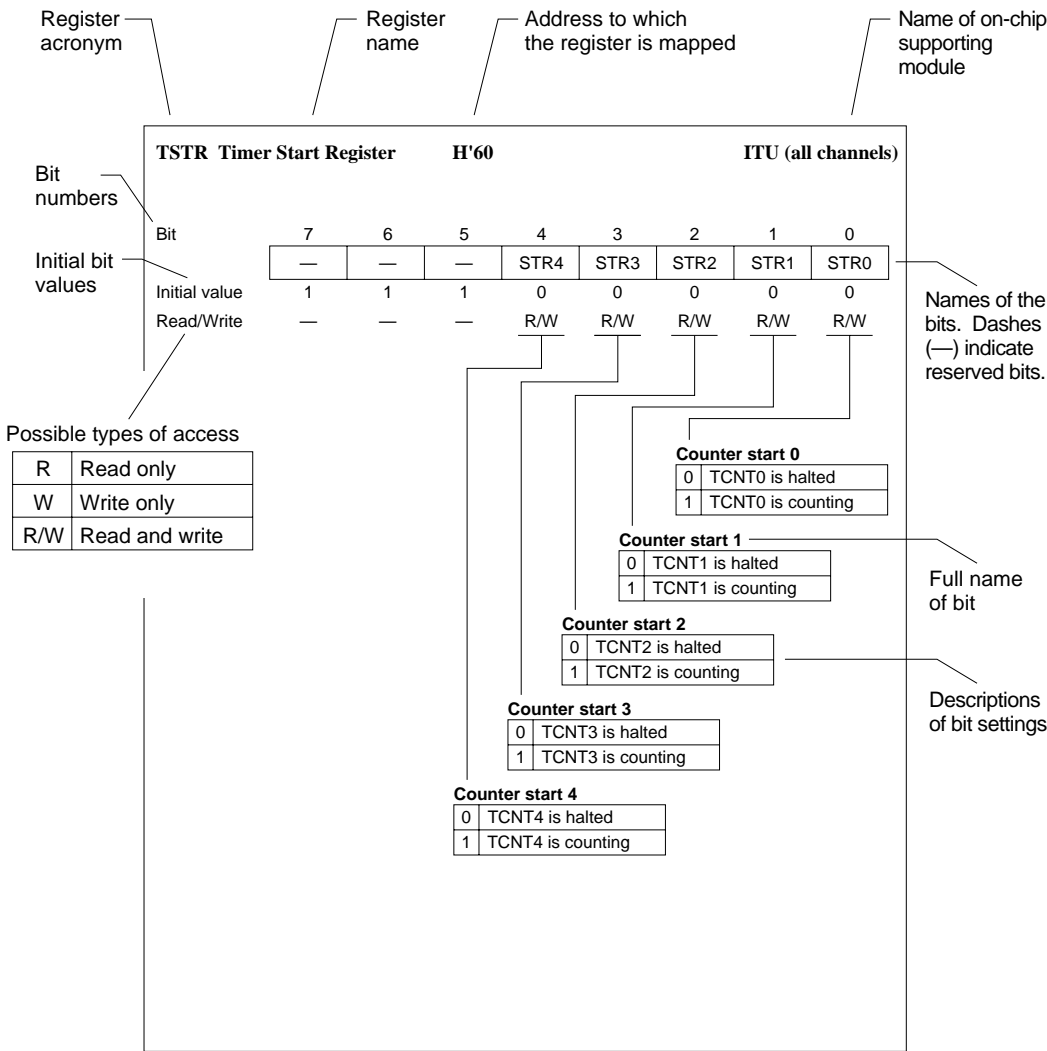 Register
acronym
Register
name
Address to which
the register is mapped
Name of on-chip
supporting
module
TSTR Timer Start Register H'60 ITU (all channels)
Bit
numbers
Bit 7 6 5 4 3 2 1 0
— — — STR4 STR3 STR2 STR1 STR0
Initial bit
values
Initial value 1 1 1 0 0 0 0 0
Read/Write — — — R/W R/W R/W R/W R/W
Names of the
bits. Dashes
(—) indicate
reserved bits.
Possible types of access
R Read only
W Write only
R/W Read and write
Counter start 0
0 TCNT0 is halted
1 TCNT0 is counting
Counter start 1
0 TCNT1 is halted
1 TCNT1 is counting
Full name
of bit
Counter start 2
0 TCNT2 is halted
1 TCNT2 is counting
Descriptions
of bit settings
Counter start 3
0 TCNT3 is halted
1 TCNT3 is counting
Counter start 4
0 TCNT4 is halted
1 TCNT4 is counting